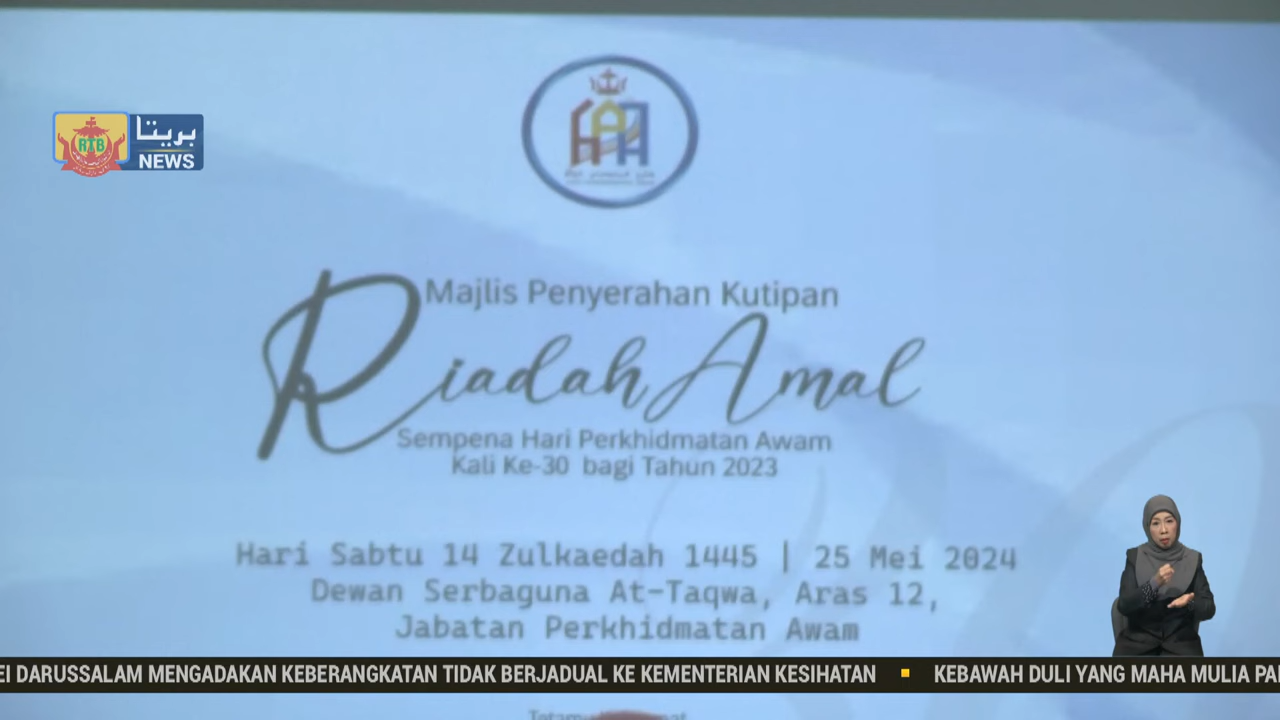 بريتا
RTB
NEWS
Majlis Penyerahan Kutipan
Riadah Amal
Sempena Hari Perkhidmatan Awam
Kali Ke-30 bagi Tahun 2023
Hari Sabtu 14 Zulkaedah 1445 | 25 Mei 2024
Dewan Serbaguna At-Taqwa, Aras 12,
Jabatan Perkhidmatan Awam
EI DARUSSALAM MENGADAKAN KEBERANGKATAN TIDAK BERJADUAL KE KEMENTERIAN KESIHATAN ▪ KEBAWAH DULI YANG MAHA MULIA PA